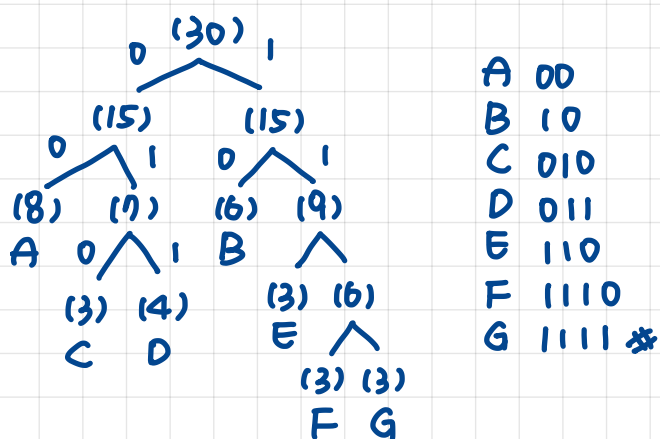 (30)
0 1
(15) (15)
0 1 0 1
(8) (7) (6) (9)
A 0 1 B
(3) (4) (3) (6)
C D E
(3) (3)
F G
A 00
B 10
C 010
D 011
E 110
F 1110
G 1111 #